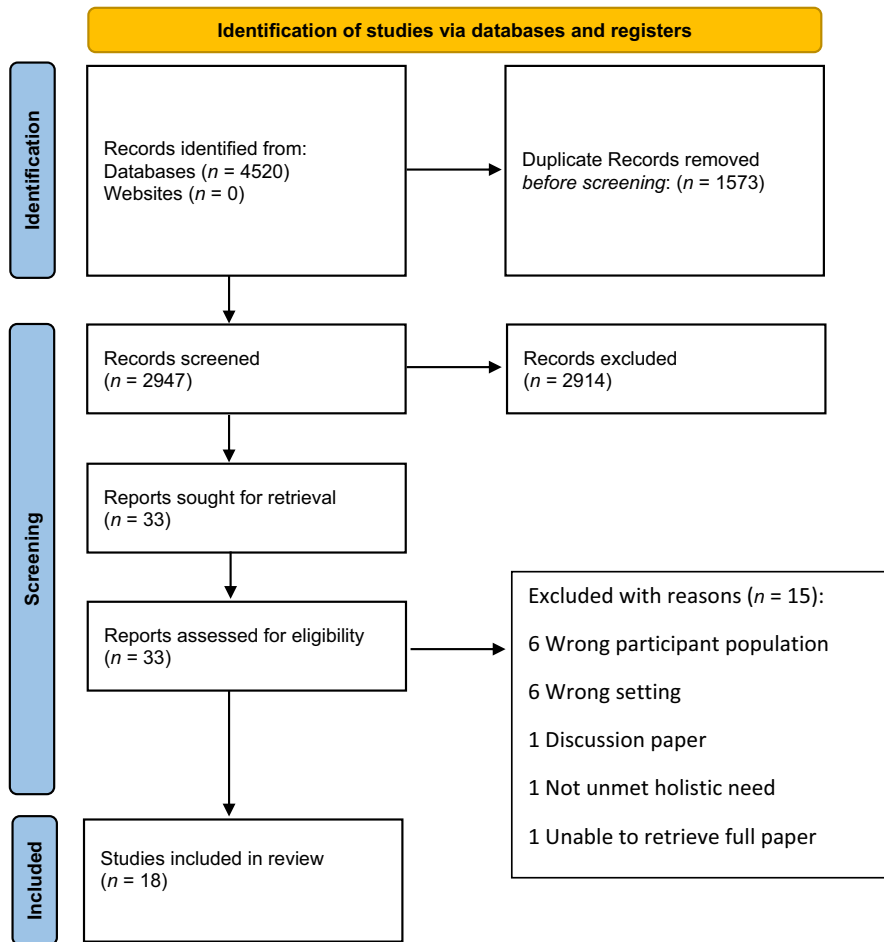 Identification of studies via databases and registers
Identification
Records identified from:
Databases (n = 4520)
Websites (n = 0)
Duplicate Records removed
before screening: (n = 1573)
Screening
Records screened
(n = 2947)
Records excluded
(n = 2914)
Reports sought for retrieval
(n = 33)
Reports assessed for eligibility
(n = 33)
Excluded with reasons (n = 15):
6 Wrong participant population
6 Wrong setting
1 Discussion paper
1 Not unmet holistic need
1 Unable to retrieve full paper
Included
Studies included in review
(n = 18)